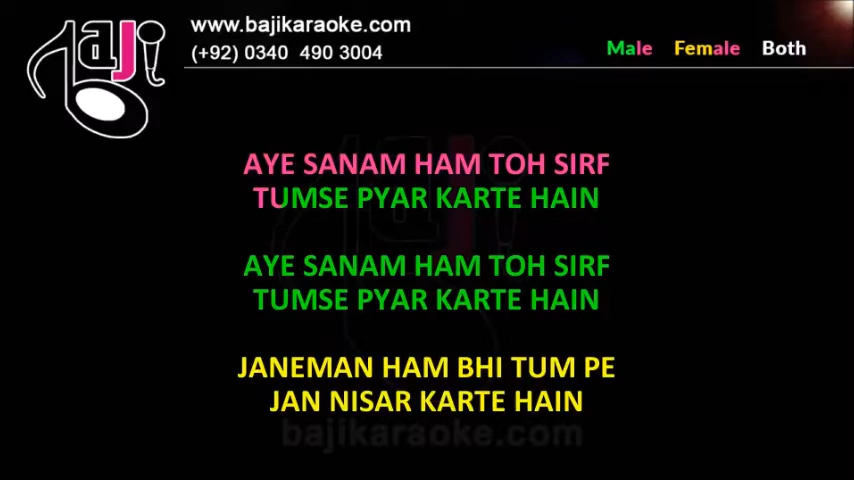 Baji
www.bajikaraoke.com
(+92) 0340 490 3004
Male Female Both
AYE SANAM HAM TOH SIRF
TUMSE PYAR KARTE HAIN
AYE SANAM HAM TOH SIRF
TUMSE PYAR KARTE HAIN
JANEMAN HAM BHI TUM PE
JAN NISAR KARTE HAIN
bajikaraoke.com